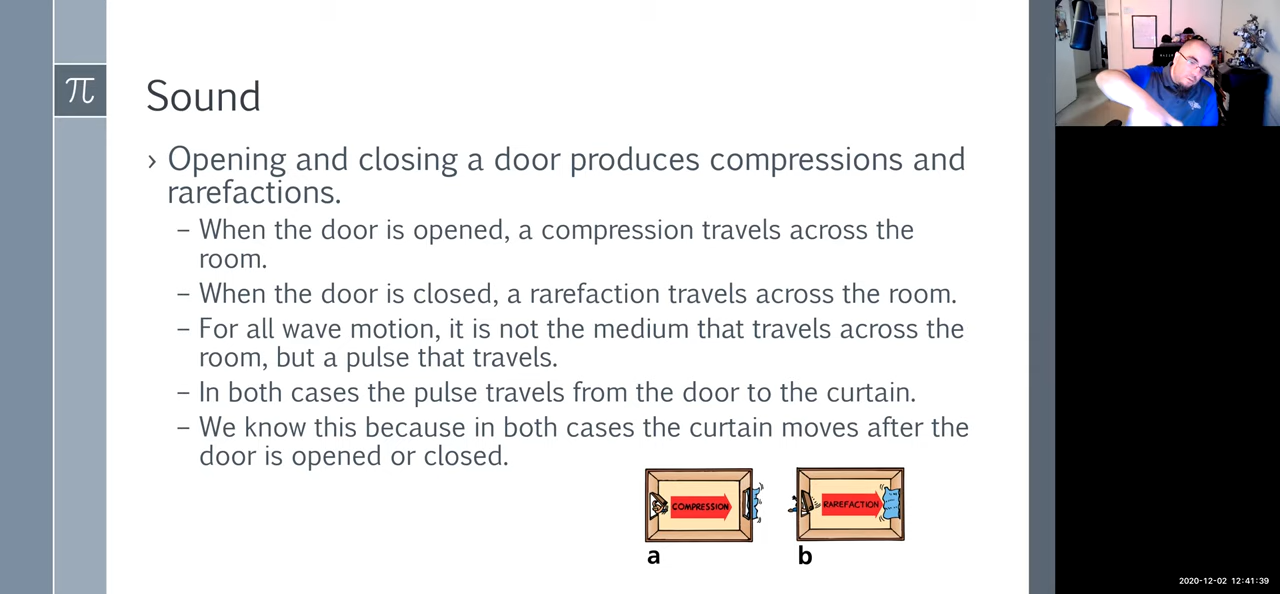 π
Sound
› Opening and closing a door produces compressions and
rarefactions.
– When the door is opened, a compression travels across the
room.
– When the door is closed, a rarefaction travels across the room.
– For all wave motion, it is not the medium that travels across the
room, but a pulse that travels.
– In both cases the pulse travels from the door to the curtain.
– We know this because in both cases the curtain moves after the
door is opened or closed.
COMPRESSION
RAREFACTION
a
b
2020-12-02 12:41:39